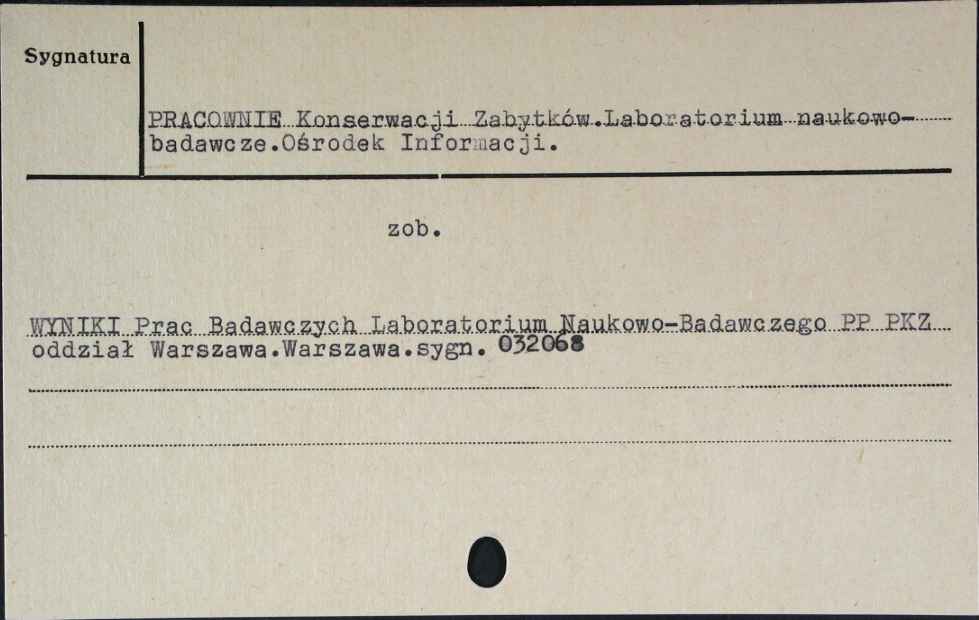 Sygnatura
PRACOWNIE Konserwacji Zabytków.Laboratorium naukowo-
badawcze.Ośrodek Informacji.
zob.
WYNIKI Prac Badawczych Laboratorium Naukowo-Badawczego PP PKZ
oddział Warszawa.Warszawa.sygn. 032068